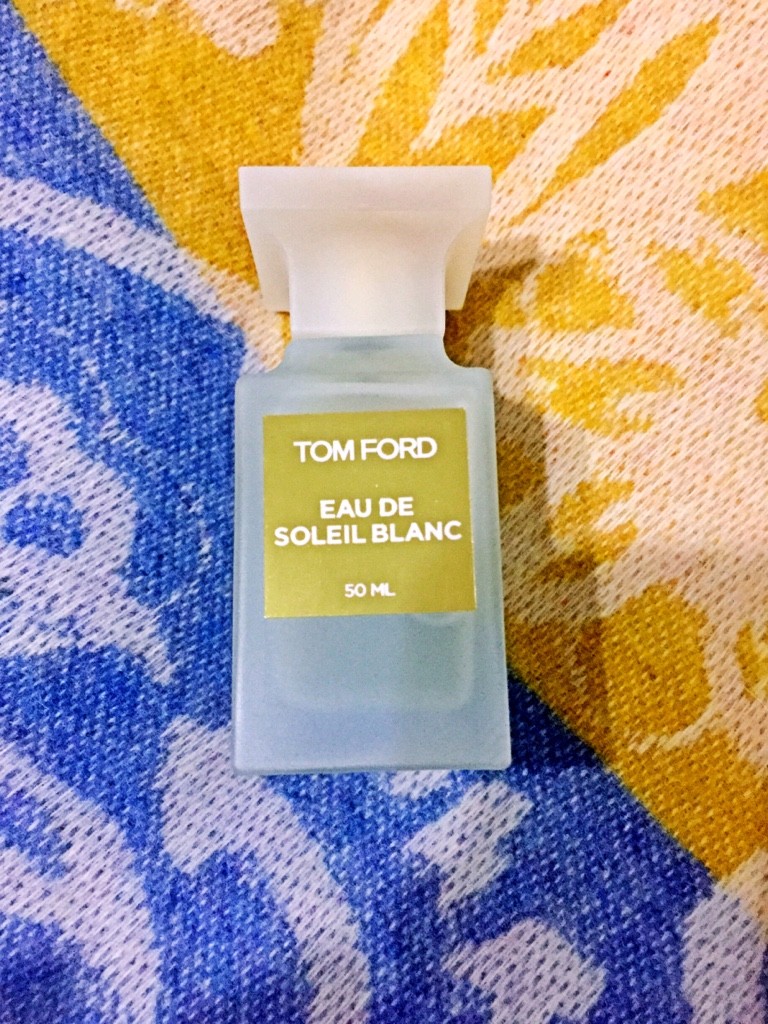 TOM FORD
EAU DE
SOLEIL BLANC
50 ML